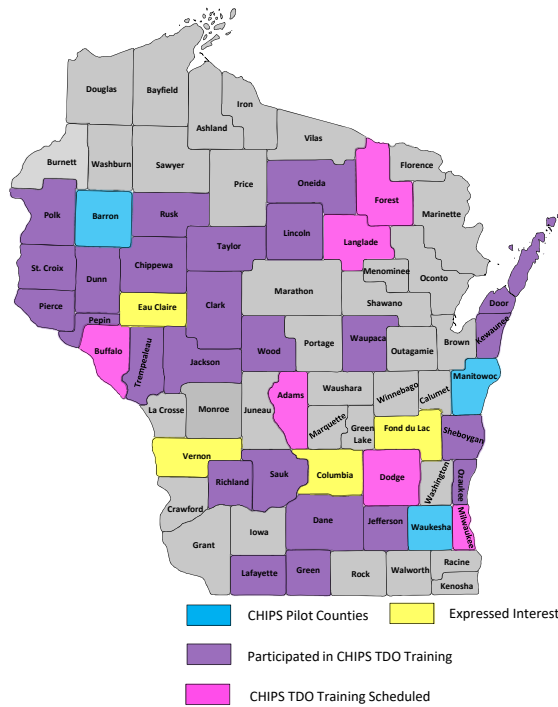 Douglas
Bayfield
Iron
Ashland
Vilas
Burnett
Washburn
Sawyer
Florence
Price
Oneida
Forest
Polk
Barron
Rusk
Marinette
Lincoln
Langlade
Taylor
St. Croix
Dunn
Chippewa
Menominee
Oconto
Marathon
Shawano
Pierce
Eau Claire
Clark
Door
Pepin
Kewaunee
Buffalo
Trempealeau
Jackson
Wood
Portage
Waupaca
Outagamie
Brown
Manitowoc
Adams
Waushara
Winnebago
Calumet
La Crosse
Monroe
Juneau
Marquette
Green
Lake
Fond du Lac
Sheboygan
Vernon
Columbia
Dodge
Washington
Ozaukee
Richland
Sauk
Crawford
Dane
Jefferson
Waukesha
Milwaukee
Iowa
Grant
Lafayette
Green
Rock
Walworth
Racine
Kenosha
CHIPS Pilot Counties
Expressed Interest
Participated in CHIPS TDO Training
CHIPS TDO Training Scheduled